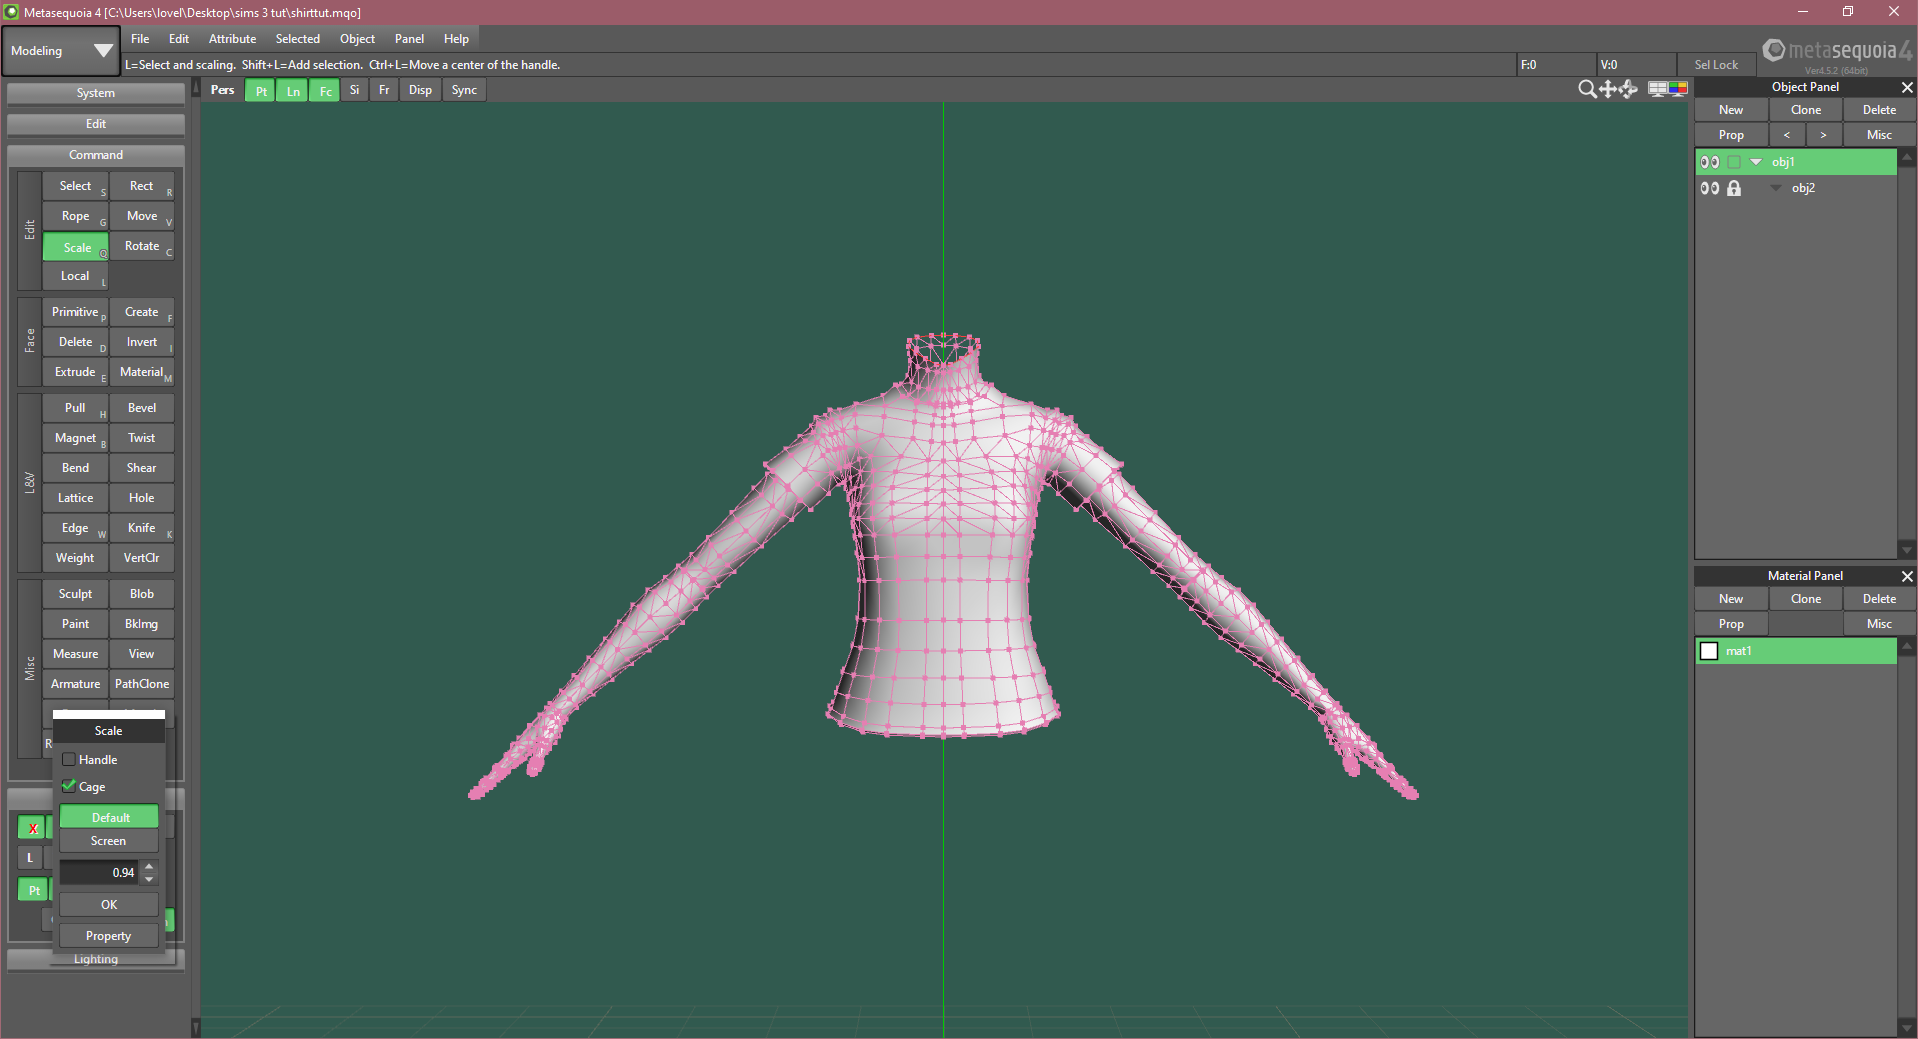 Metasequoia 4 [C:\Users\lovel\Desktop\sims 3 tut\shirttut.mqo]
Modeling
File Edit Attribute Selected Object Panel Help
L=Select and scaling. Shift+L=Add selection. Ctrl+L=Move a center of the handle.
F:0 V:0 Sel Lock
metasequoia 4
Ver4.5.2 (64bit)
System
Edit
Command
Edit
Select S Rect R
Rope G Move V
Scale Q Rotate C
Local L
Face
Primitive P Create F
Delete D Invert I
Extrude E Material M
L&V
Pull H Bevel
Magnet B Twist
Bend Shear
Lattice Hole
Edge W Knife K
Weight VertClr
Misc
Sculpt Blob
Paint BkImg
Measure View
Armature PathClone
R
Scale
Handle
Cage
Default
Screen
0.94
OK
Property
X
L
Pt
Lighting
Pers Pt Ln Fc Si Fr Disp Sync
Object Panel
New Clone Delete
Prop < > Misc
obj1
obj2
Material Panel
New Clone Delete
Prop Misc
mat1